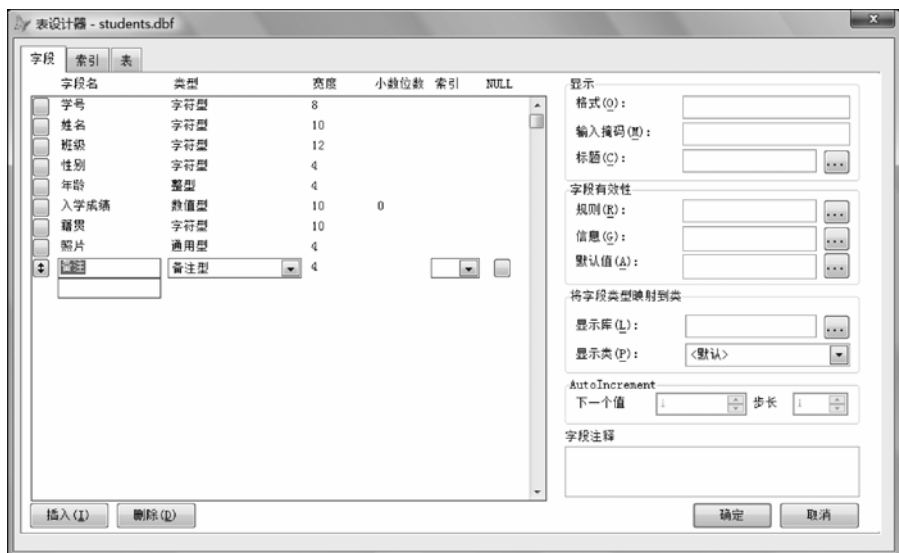 表设计器 - students.dbf
x
字段 索引 表
字段名 类型 宽度 小数位数 索引 NULL
学号 字符型 8
姓名 字符型 10
班级 字符型 12
性别 字符型 4
年龄 整型 4
入学成绩 数值型 10 0
籍贯 字符型 10
照片 通用型 4
备注 备注型 4
显示
格式(O):
输入掩码(M):
标题(C):
...
字段有效性
规则(R):
...
信息(G):
...
默认值(A):
...
将字段类型映射到类
显示库(L):
...
显示类(P): <默认>
AutoIncrement
下一个值 1 步长 1
字段注释
插入(I) 删除(D) 确定 取消